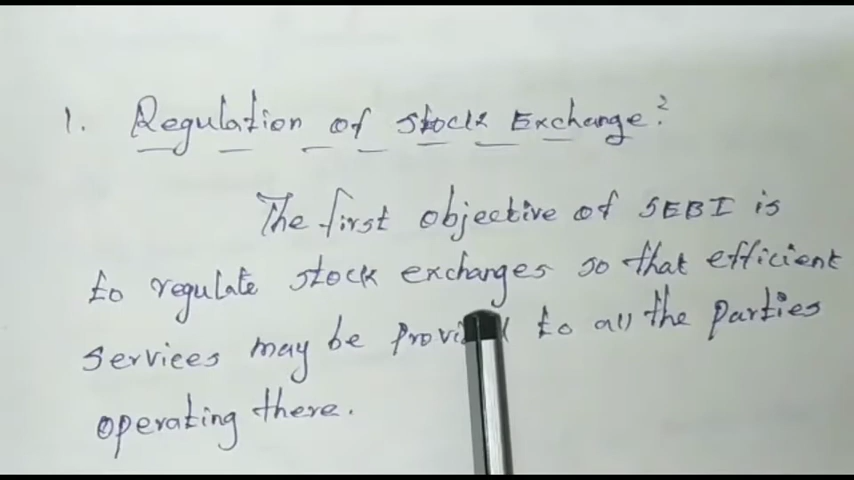 1. Regulation of stock Exchange:
The first objective of SEBI is
to regulate stock exchanges so that efficient
services may be to all the parties
operating there.